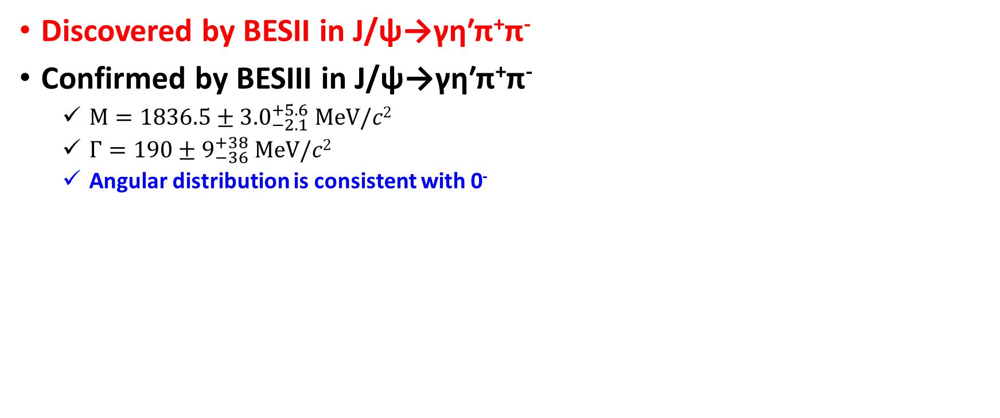 • Discovered by BESII in J/ψ→γη′π⁺π⁻
• Confirmed by BESIII in J/ψ→γη′π⁺π⁻
✓ M = 1836.5 ± 3.0 +5.6 −2.1 MeV/c²
✓ Γ = 190 ± 9 +38 −36 MeV/c²
✓ Angular distribution is consistent with 0⁻